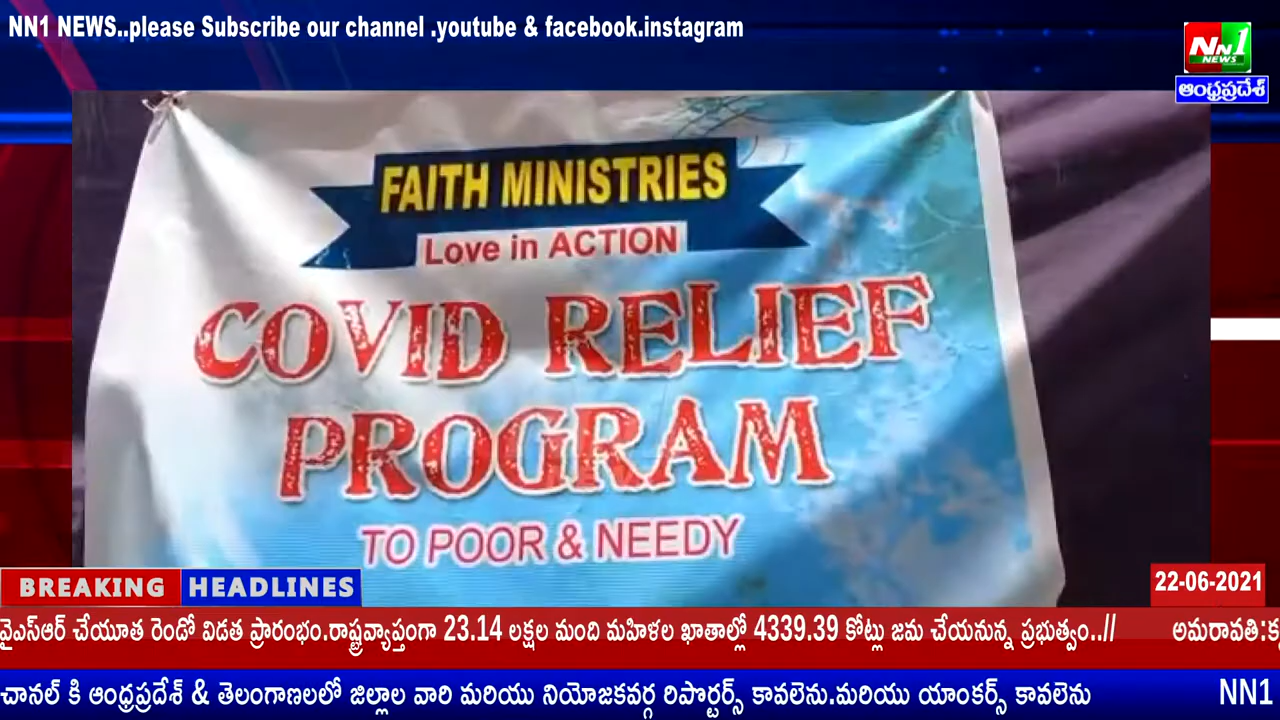 NN1 NEWS..please Subscribe our channel .youtube & facebook.instagram
NN1
NEWS
ఆంధ్రప్రదేశ్
FAITH MINISTRIES
Love in ACTION
COVID RELIEF
PROGRAM
TO POOR & NEEDY
BREAKING HEADLINES
22-06-2021
వైఎస్ఆర్ చేయూత రెండో విడత ప్రారంభం.రాష్ట్రవ్యాప్తంగా 23.14 లక్షల మంది మహిళల ఖాతాల్లో 4339.39 కోట్లు జమ చేయనున్న ప్రభుత్వం..// అమరావతి:
చానల్ కి ఆంధ్రప్రదేశ్ & తెలంగాణలలో జిల్లాల వారి మరియు నియోజకవర్గ రిపొర్టర్స్ కావలెను.మరియు యాంకర్స్ కావలెను NN1